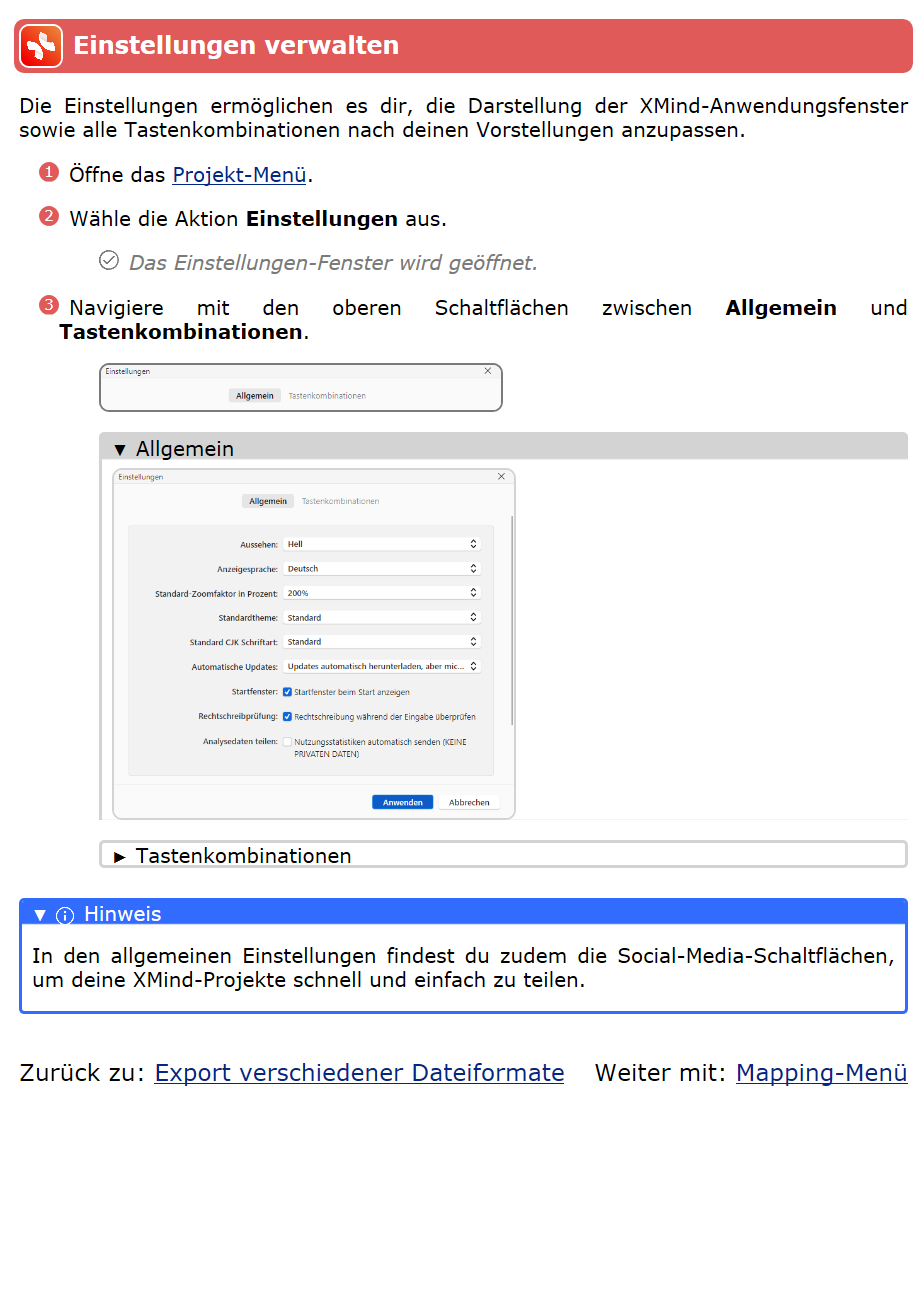 Einstellungen verwalten
Die Einstellungen ermöglichen es dir, die Darstellung der XMind-Anwendungsfenster
sowie alle Tastenkombinationen nach deinen Vorstellungen anzupassen.
1 Öffne das Projekt-Menü.
2 Wähle die Aktion Einstellungen aus.
Das Einstellungen-Fenster wird geöffnet.
3 Navigiere mit den oberen Schaltflächen zwischen Allgemein und
Tastenkombinationen.
Einstellungen
Allgemein Tastenkombinationen
▼ Allgemein
Einstellungen
Allgemein Tastenkombinationen
Aussehen: Hell
Anzeigesprache: Deutsch
Standard-Zoomfaktor in Prozent: 200%
Standardtheme: Standard
Standard CJK Schriftart: Standard
Automatische Updates: Updates automatisch herunterladen, aber mic...
Startfenster: Startfenster beim Start anzeigen
Rechtschreibprüfung: Rechtschreibung während der Eingabe überprüfen
Analysedaten teilen: Nutzungsstatistiken automatisch senden (KEINE
PRIVATEN DATEN)
Anwenden Abbrechen
► Tastenkombinationen
▼ Hinweis
In den allgemeinen Einstellungen findest du zudem die Social-Media-Schaltflächen,
um deine XMind-Projekte schnell und einfach zu teilen.
Zurück zu: Export verschiedener Dateiformate Weiter mit: Mapping-Menü